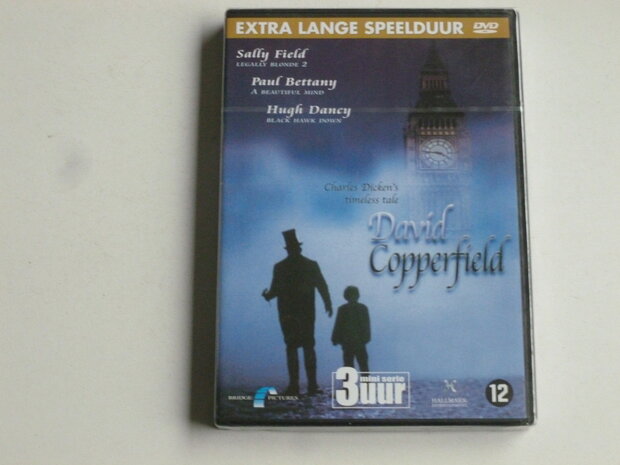 EXTRA LANGE SPEELDUUR DVD
Sally Field
LEGALLY BLONDE 2
Paul Bettany
A BEAUTIFUL MIND
Hugh Dancy
BLACK HAWK DOWN
Charles Dicken's
timeless tale
David
Copperfield
3 mini serie
uur
BRIDGE PICTURES
HALLMARK
ENTERTAINMENT
12